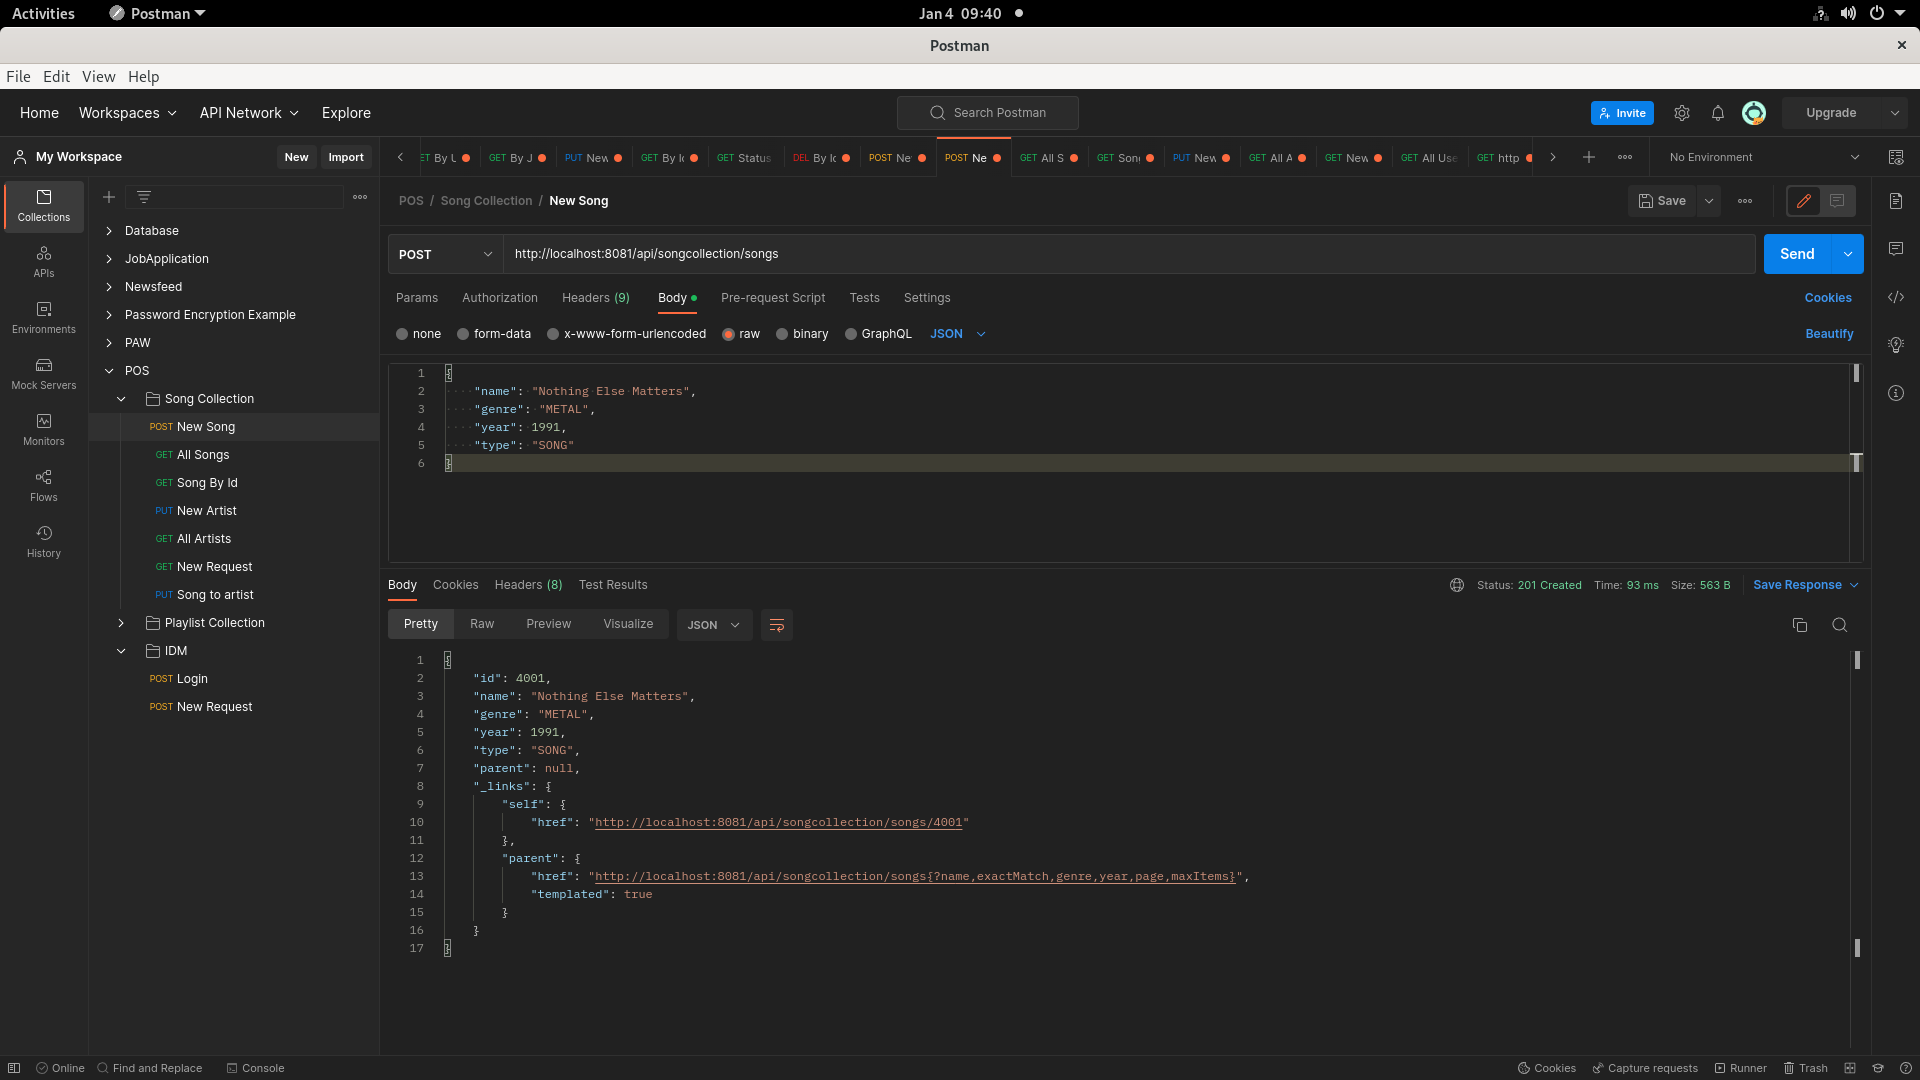 Activities
Postman
Jan 4 09:40
Postman
File Edit View Help
Home Workspaces API Network Explore
Search Postman
Invite
Upgrade
My Workspace
New Import
GET By J
PUT New
GET By Ic
GET Status
DEL By Ic
POST Ne
POST Ne
GET All S
GET Song
PUT New
GET All A
GET New
GET All Use
GET http
No Environment
Collections
APIs
Environments
Mock Servers
Monitors
Flows
History
Database
JobApplication
Newsfeed
Password Encryption Example
PAW
POS
Song Collection
POST New Song
GET All Songs
GET Song By Id
PUT New Artist
GET All Artists
GET New Request
PUT Song to artist
Playlist Collection
IDM
POST Login
POST New Request
POS / Song Collection / New Song
Save
POST http://localhost:8081/api/songcollection/songs
Send
Params Authorization Headers (9) Body Pre-request Script Tests Settings
Cookies
none form-data x-www-form-urlencoded raw binary GraphQL JSON
Beautify
1 {
2 "name": "Nothing Else Matters",
3 "genre": "METAL",
4 "year": 1991,
5 "type": "SONG"
6 }
Body Cookies Headers (8) Test Results
Status: 201 Created Time: 93 ms Size: 563 B
Save Response
Pretty Raw Preview Visualize JSON
1 {
2 "id": 4001,
3 "name": "Nothing Else Matters",
4 "genre": "METAL",
5 "year": 1991,
6 "type": "SONG",
7 "parent": null,
8 "_links": {
9 "self": {
10 "href": "http://localhost:8081/api/songcollection/songs/4001"
11 },
12 "parent": {
13 "href": "http://localhost:8081/api/songcollection/songs{?name,exactMatch,genre,year,page,maxItems}",
14 "templated": true
15 }
16 }
17 }
Online Find and Replace Console
Cookies Capture requests Runner Trash